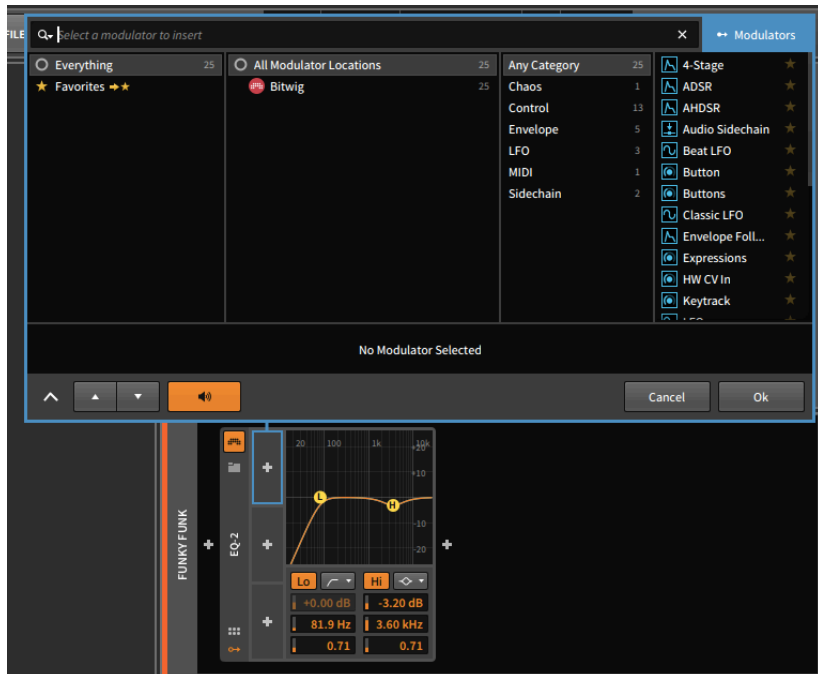 FILE
Select a modulator to insert
Modulators
Everything 25
Favorites
All Modulator Locations 25
Bitwig 25
Any Category 25
Chaos 1
Control 13
Envelope 5
LFO 3
MIDI 1
Sidechain 2
4-Stage
ADSR
AHDSR
Audio Sidechain
Beat LFO
Button
Buttons
Classic LFO
Envelope Foll...
Expressions
HW CV In
Keytrack
No Modulator Selected
Cancel
Ok
FUNKY FUNK
EQ-2
20 100 1k 10k
+20
+10
-10
-20
L
H
Lo Hi
+0.00 dB -3.20 dB
81.9 Hz 3.60 kHz
0.71 0.71